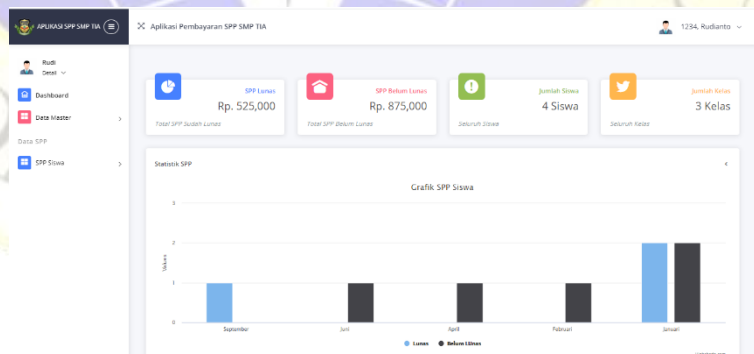 APLIKASI SPP SMP TIA
Aplikasi Pembayaran SPP SMP TIA
1234, Rudianto
Rudi
Detail
Dashboard
Data Master
Data SPP
SPP Siswa
SPP Lunas
Rp. 525,000
Total SPP Sudah Lunas
SPP Belum Lunas
Rp. 875,000
Total SPP Belum Lunas
Jumlah Siswa
4 Siswa
Seluruh Siswa
Jumlah Kelas
3 Kelas
Seluruh Kelas
Statistik SPP
Grafik SPP Siswa
Values
3
2
1
0
September
Juni
April
Februari
Januari
Lunas
Belum Lunas